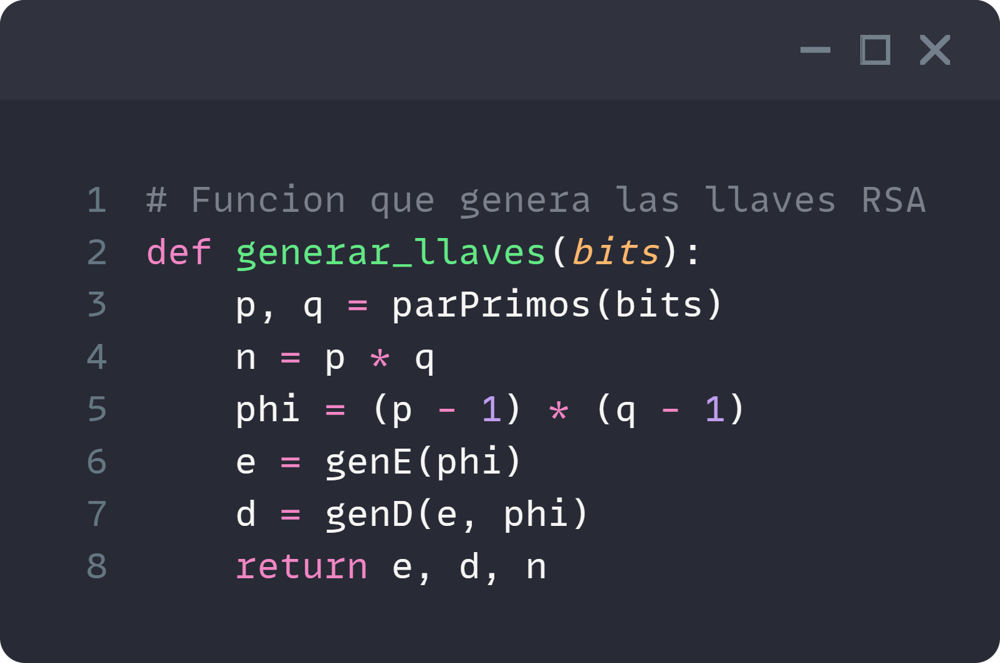 1 # Funcion que genera las llaves RSA
2 def generar_llaves(bits):
3     p, q = parPrimos(bits)
4     n = p * q
5     phi = (p - 1) * (q - 1)
6     e = genE(phi)
7     d = genD(e, phi)
8     return e, d, n